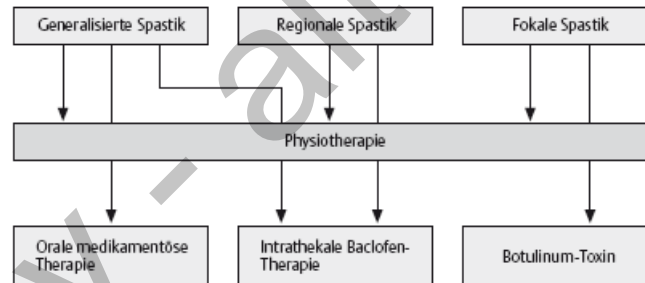 Generalisierte Spastik
Regionale Spastik
Fokale Spastik
Physiotherapie
Orale medikamentöse
Therapie
Intrathekale Baclofen-
Therapie
Botulinum-Toxin